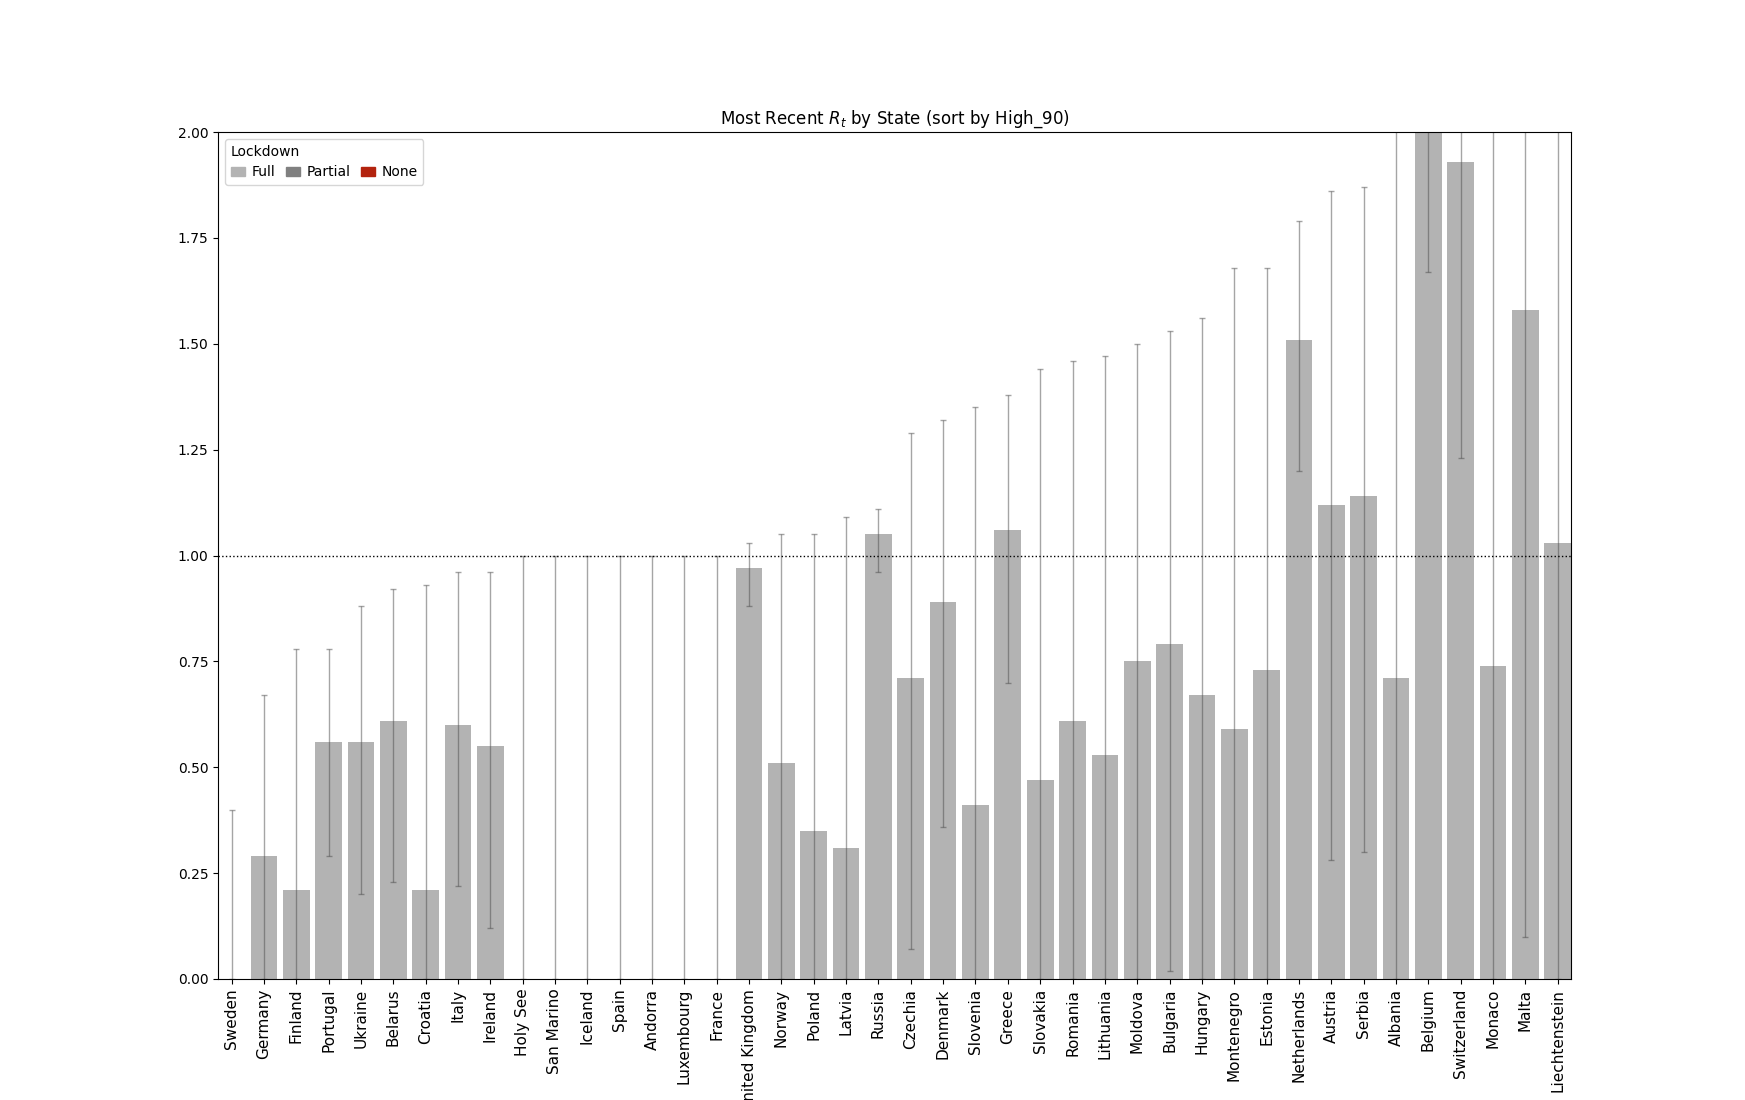 Most Recent R_t by State (sort by High_90)
Lockdown
Full Partial None
2.00
1.75
1.50
1.25
1.00
0.75
0.50
0.25
0.00
Sweden
Germany
Finland
Portugal
Ukraine
Belarus
Croatia
Italy
Ireland
Holy See
San Marino
Iceland
Spain
Andorra
Luxembourg
France
nited Kingdom
Norway
Poland
Latvia
Russia
Czechia
Denmark
Slovenia
Greece
Slovakia
Romania
Lithuania
Moldova
Bulgaria
Hungary
Montenegro
Estonia
Netherlands
Austria
Serbia
Albania
Belgium
Switzerland
Monaco
Malta
Liechtenstein